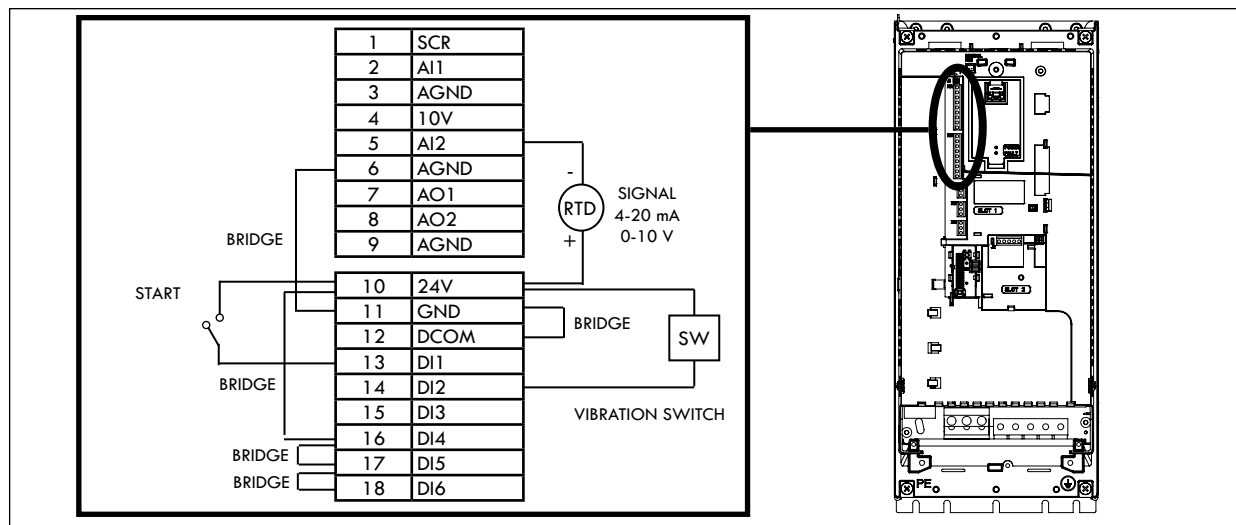 1 SCR
2 AI1
3 AGND
4 10V
5 AI2
6 AGND
7 AO1
8 AO2
9 AGND
10 24V
11 GND
12 DCOM
13 DI1
14 DI2
15 DI3
16 DI4
17 DI5
18 DI6
BRIDGE
START
BRIDGE
BRIDGE
BRIDGE
-
RTD
+
SIGNAL
4-20 mA
0-10 V
BRIDGE
SW
VIBRATION SWITCH
SLOT 1
SLOT 2
PE